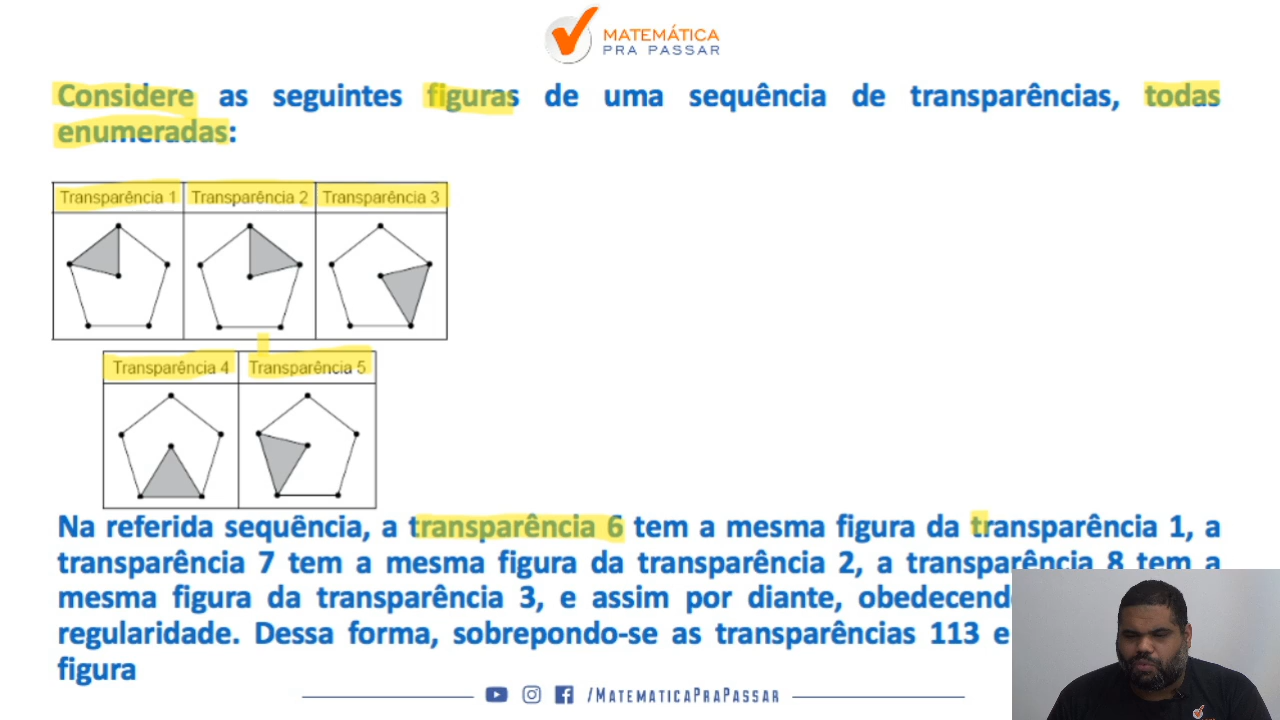 MATEMÁTICA
PRA PASSAR
Considere as seguintes figuras de uma sequência de transparências, todas
enumeradas:
Transparência 1 Transparência 2 Transparência 3
Transparência 4 Transparência 5
Na referida sequência, a transparência 6 tem a mesma figura da transparência 1, a
transparência 7 tem a mesma figura da transparência 2, a transparência 8 tem a
mesma figura da transparência 3, e assim por diante, obedecend
regularidade. Dessa forma, sobrepondo-se as transparências 113 e
figura
/MATEMATICAPRAPASSAR